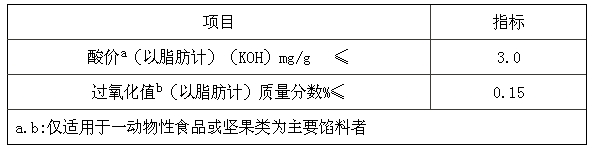 项目 指标
酸价ᵃ（以脂肪计）（KOH）mg/g ≤ 3.0
过氧化值ᵇ（以脂肪计）质量分数%≤ 0.15
a.b:仅适用于一动物性食品或坚果类为主要馅料者